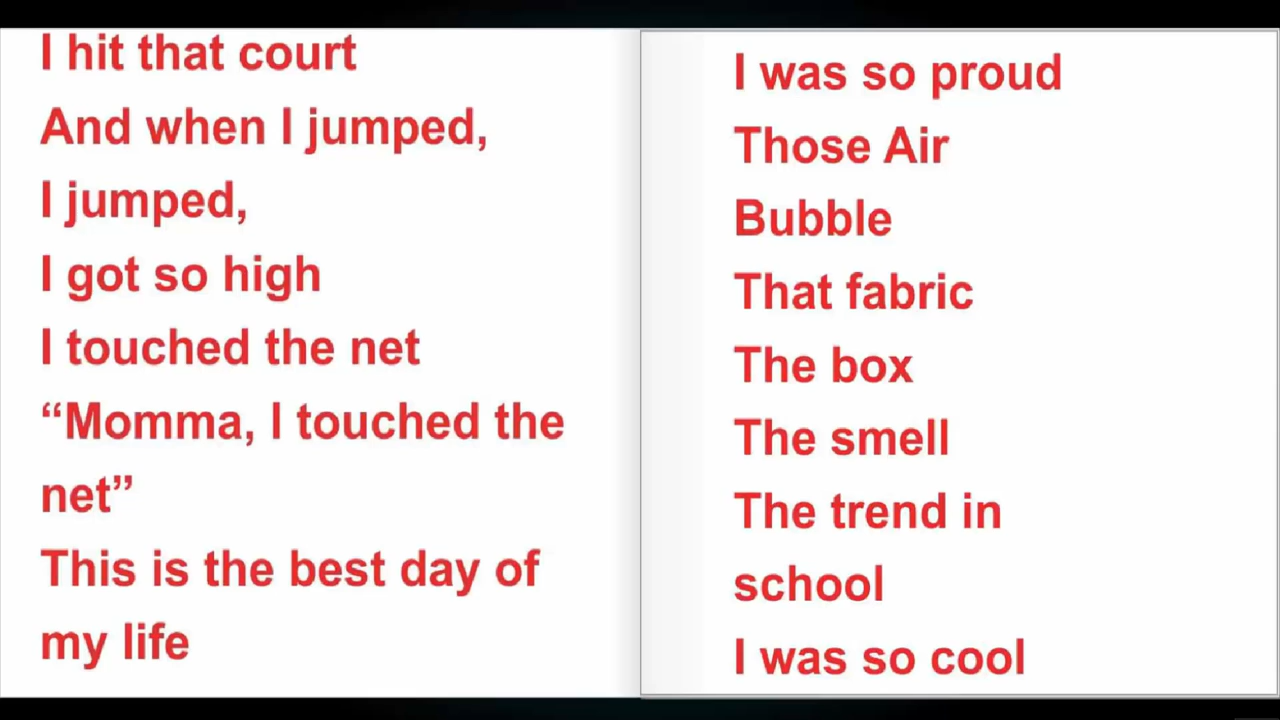 I hit that court
And when I jumped,
I jumped,
I got so high
I touched the net
“Momma, I touched the
net”
This is the best day of
my life
I was so proud
Those Air
Bubble
That fabric
The box
The smell
The trend in
school
I was so cool